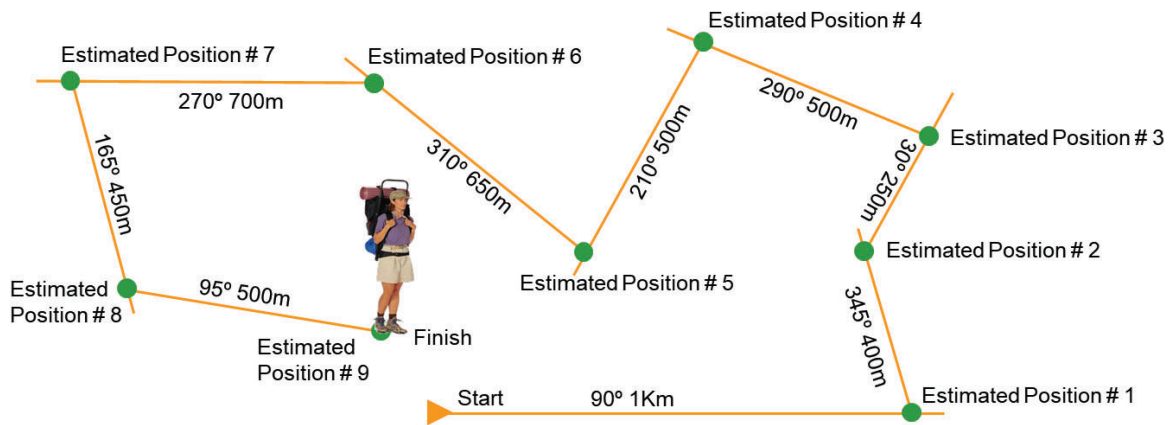 Estimated Position # 4
Estimated Position # 7
Estimated Position # 6
270º 700m
290º 500m
Estimated Position # 3
165º 450m
310º 650m
210º 500m
30º 250m
Estimated Position # 2
Estimated Position # 5
Estimated
Position # 8
95º 500m
345º 400m
Finish
Estimated
Position # 9
Start
90º 1Km
Estimated Position # 1